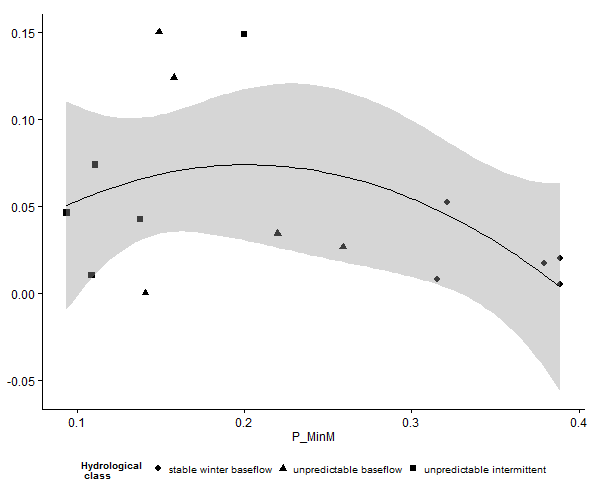 0.15
0.10
0.05
0.00
-0.05
0.1 0.2 0.3 0.4
P_MinM
Hydrological
class
stable winter baseflow unpredictable baseflow unpredictable intermittent